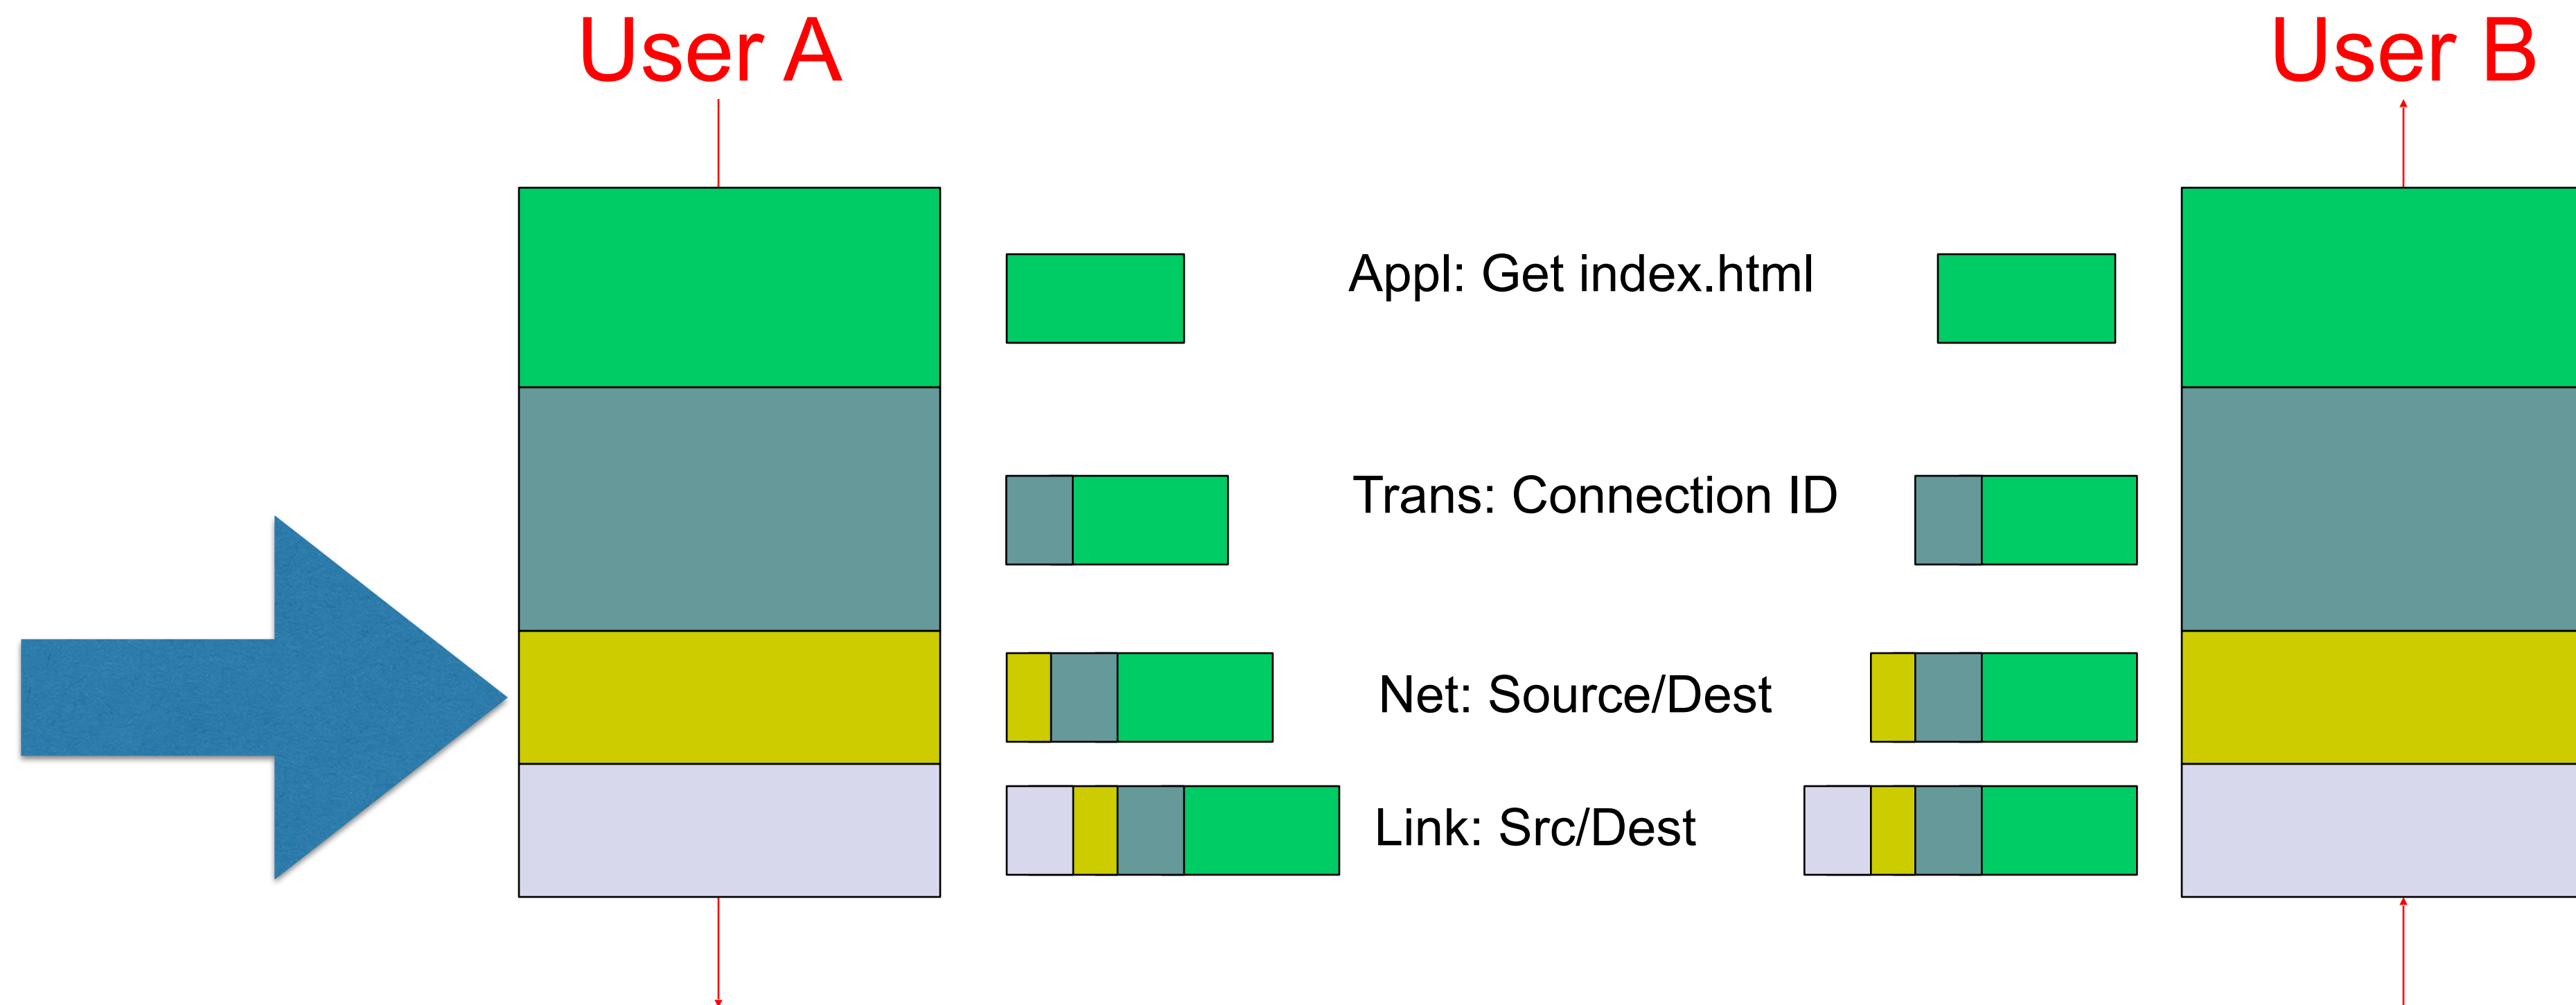 User A
User B
Appl: Get index.html
Trans: Connection ID
Net: Source/Dest
Link: Src/Dest